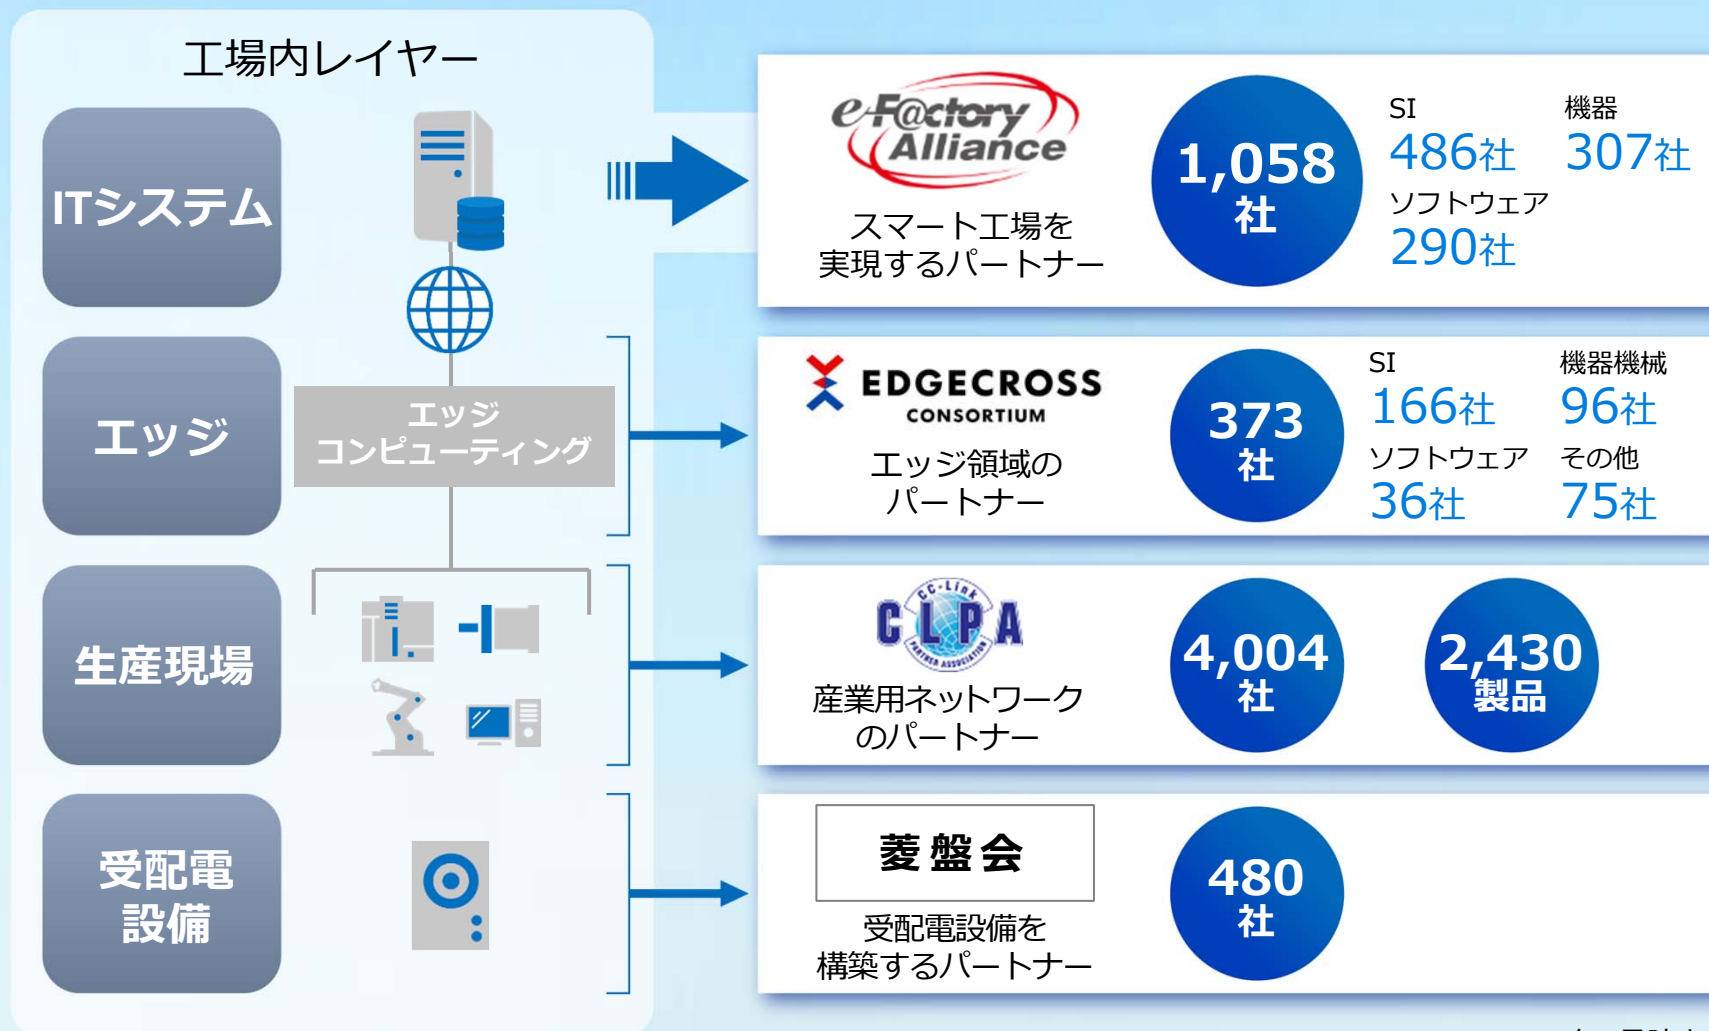 工場内レイヤー
ITシステム
エッジ
エッジ
コンピューティング
生産現場
受配電
設備
e-F@ctory
Alliance
スマート工場を
実現するパートナー
1,058
社
SI
486社
機器
307社
ソフトウェア
290社
EDGECROSS
CONSORTIUM
エッジ領域の
パートナー
373
社
SI
166社
機器機械
96社
ソフトウェア
36社
その他
75社
CC-Link
CLPA
PARTNER ASSOCIATION
産業用ネットワーク
のパートナー
4,004
社
2,430
製品
菱盤会
受配電設備を
構築するパートナー
480
社